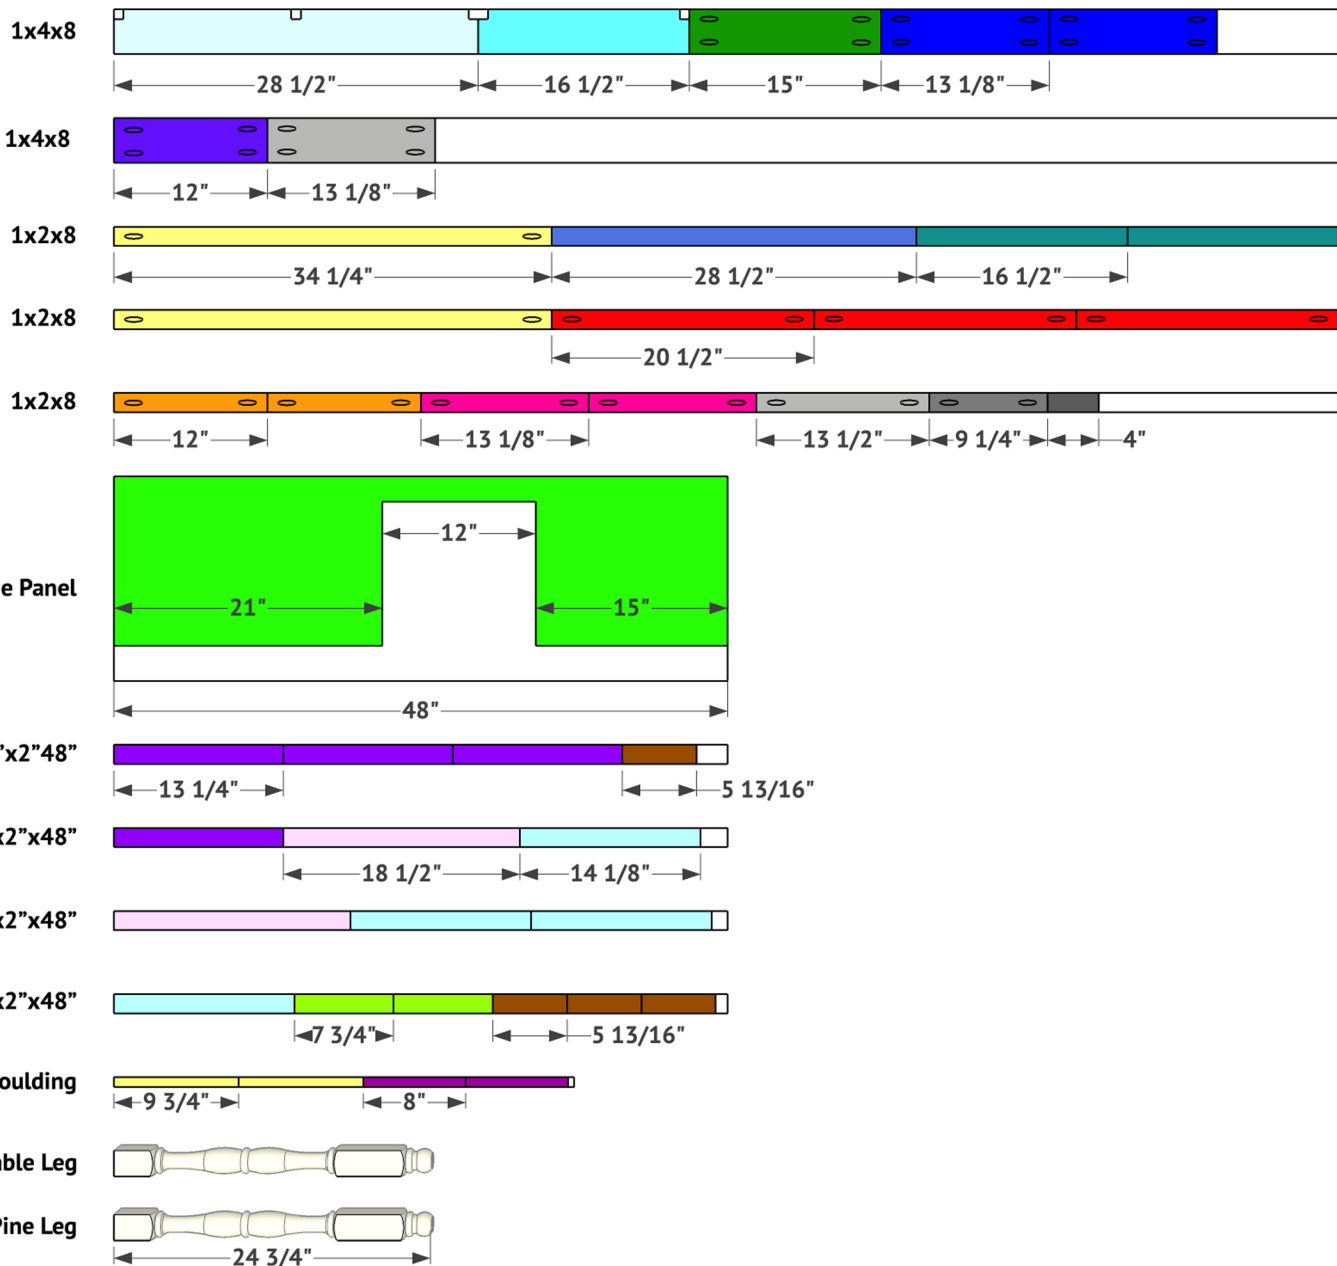 1x4x8
28 1/2" 16 1/2" 15" 13 1/8"
1x4x8
12" 13 1/8"
1x2x8
34 1/4" 28 1/2" 16 1/2"
1x2x8
20 1/2"
1x2x8
12" 13 1/8" 13 1/2" 9 1/4" 4"
12"
e Panel
21" 15"
48"
"x2”48”
13 1/4" 5 13/16"
x2”x48”
18 1/2" 14 1/8"
x2”x48”
x2”x48”
7 3/4" 5 13/16"
oulding
9 3/4" 8"
able Leg
Pine Leg
24 3/4"